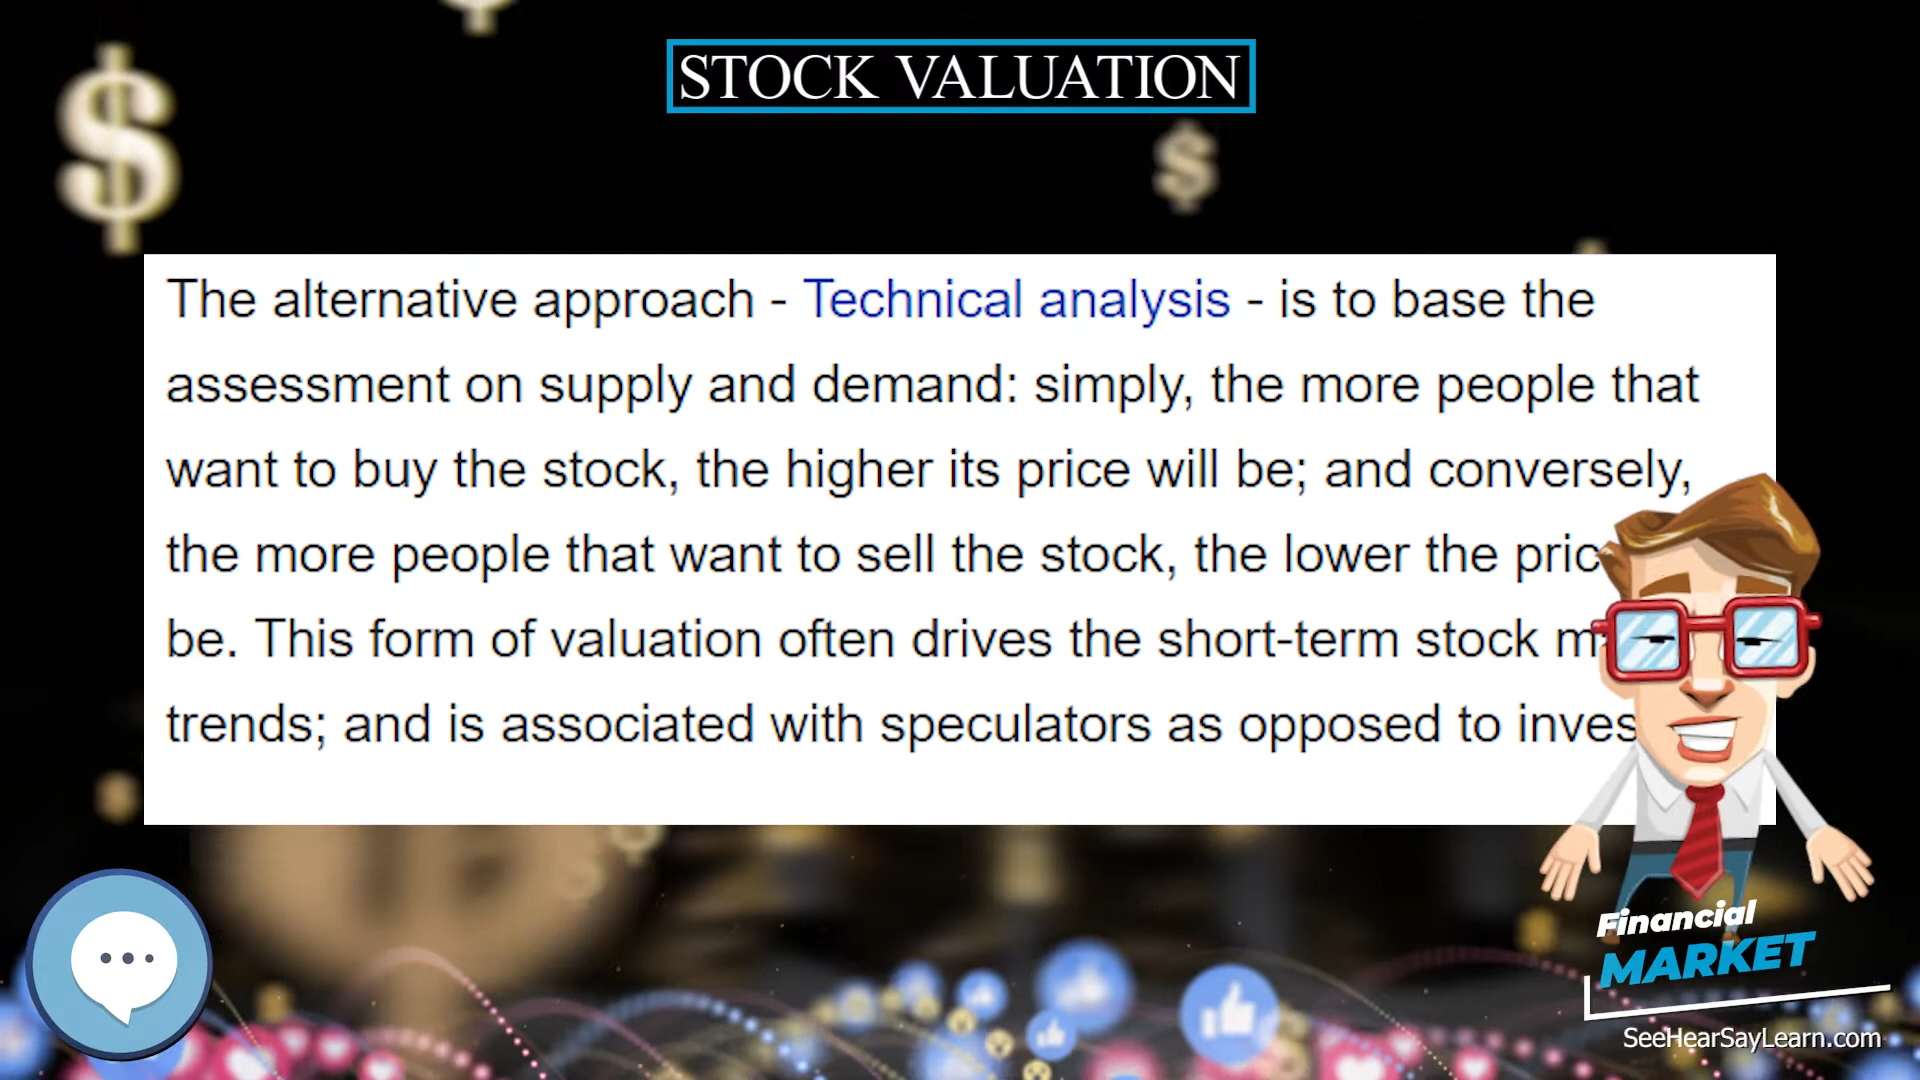 STOCK VALUATION
The alternative approach - Technical analysis - is to base the
assessment on supply and demand: simply, the more people that
want to buy the stock, the higher its price will be; and conversely,
the more people that want to sell the stock, the lower the
be. This form of valuation often drives the short-term stock
trends; and is associated with speculators as opposed to
Financial
MARKET
SeeHearSayLearn.com